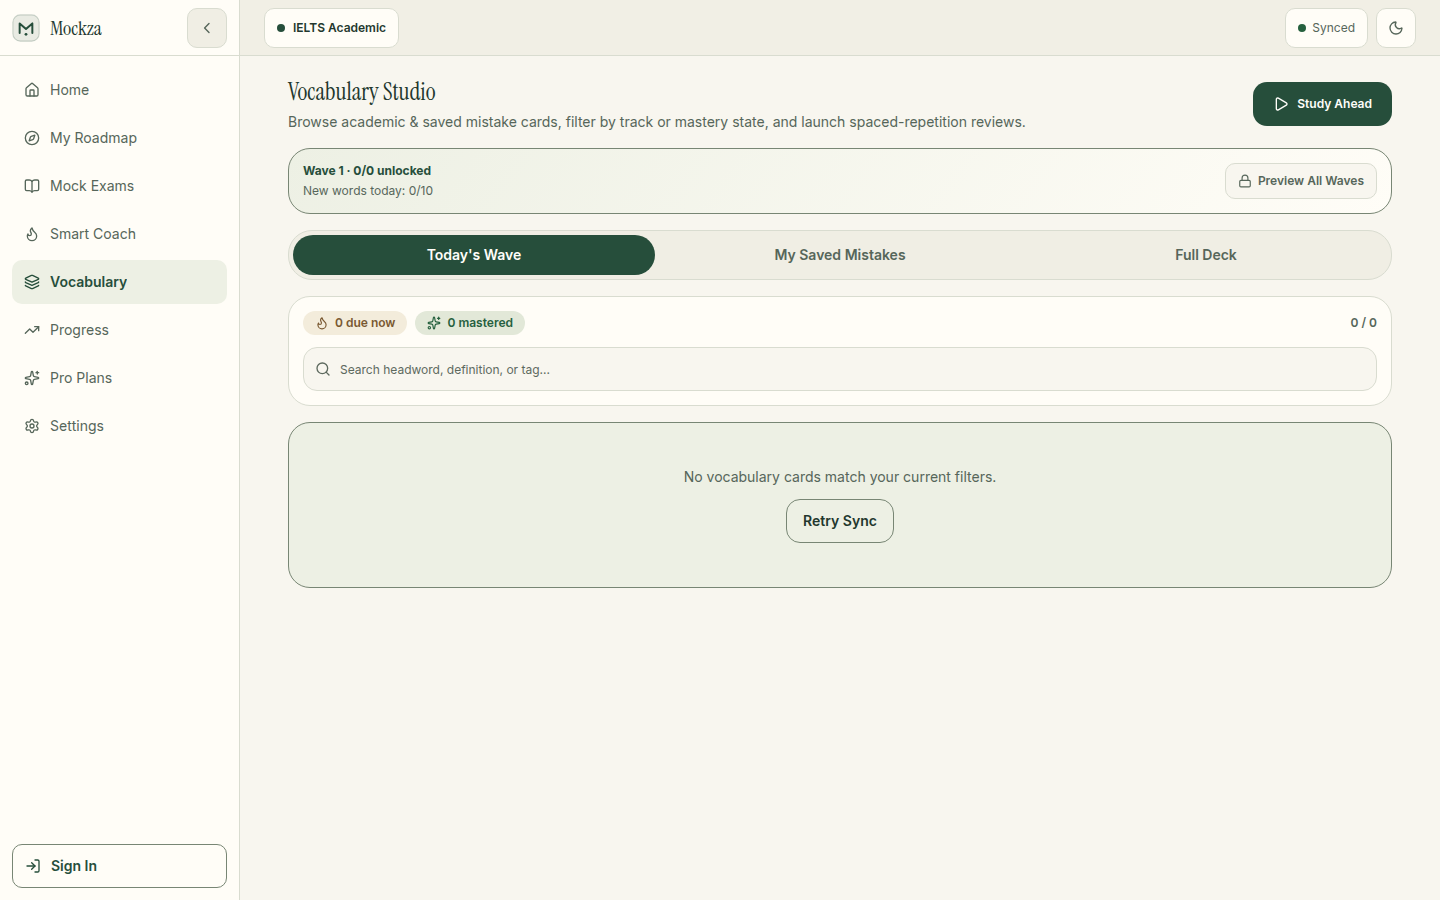 Mockza
IELTS Academic
Synced
Home
My Roadmap
Mock Exams
Smart Coach
Vocabulary
Progress
Pro Plans
Settings
Sign In
Vocabulary Studio
Browse academic & saved mistake cards, filter by track or mastery state, and launch spaced-repetition reviews.
Study Ahead
Wave 1 · 0/0 unlocked
New words today: 0/10
Preview All Waves
Today's Wave
My Saved Mistakes
Full Deck
0 due now
0 mastered
0 / 0
Search headword, definition, or tag...
No vocabulary cards match your current filters.
Retry Sync